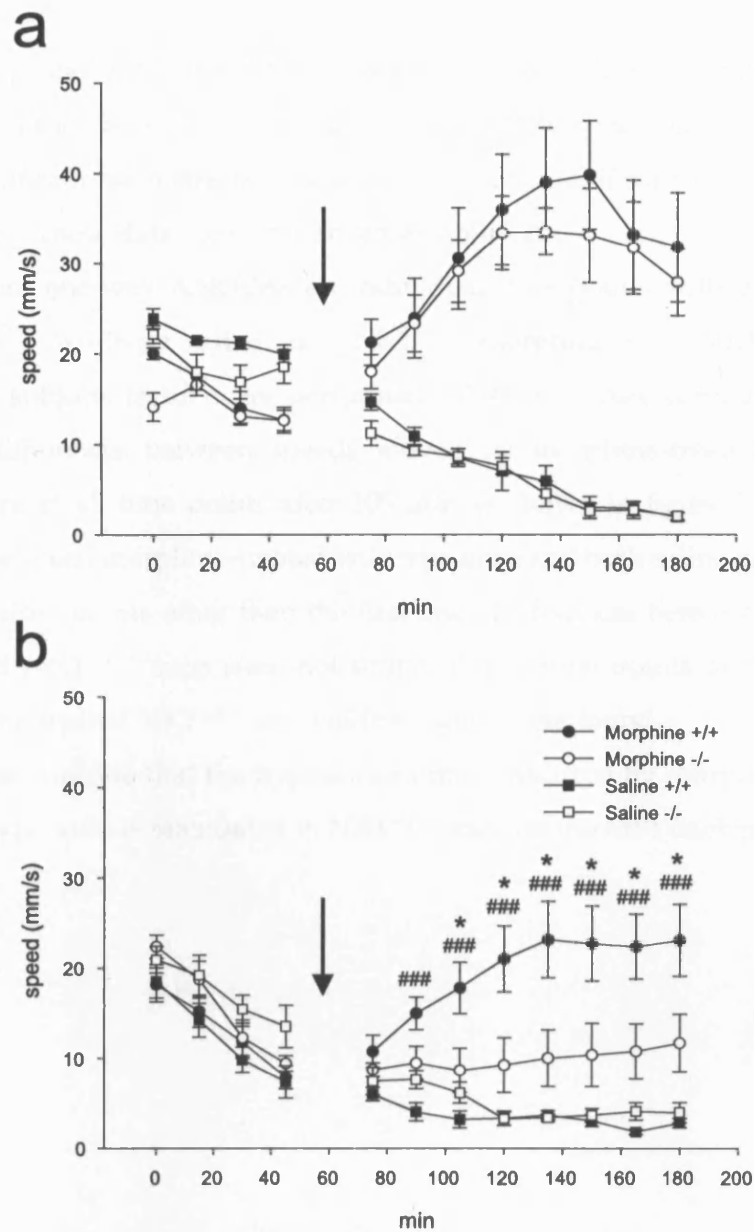 a
50
40
30
20
10
0
speed (mm/s)
0 20 40 60 80 100 120 140 160 180 200
min
b
50
40
30
20
10
0
speed (mm/s)
Morphine +/+
Morphine -/-
Saline +/+
Saline -/-
* * * * * *
### ### ### ### ### ### ###
0 20 40 60 80 100 120 140 160 180 200
min